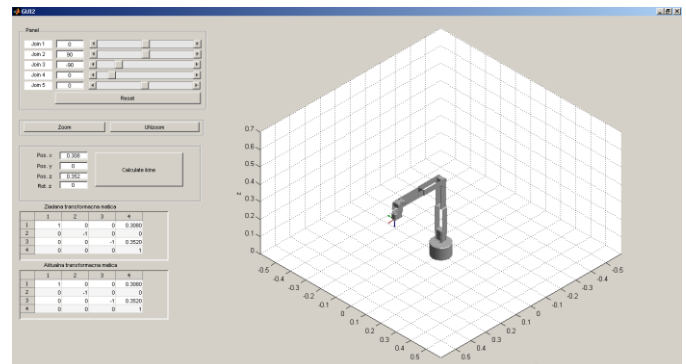 GUI2
Panel
Join 1 0
Join 2 90
Join 3 -90
Join 4 0
Join 5 0
Reset
Zoom Unzoom
Pos. x 0.308
Pos. y 0
Pos. z 0.352
Rot. z 0
Calculate kine
Ziadana transformacna matica
1 2 3 4
1 1 0 0 0.3080
2 0 -1 0 0
3 0 0 -1 0.3520
4 0 0 0 1
Aktualna transformacna matica
1 2 3 4
1 1 0 0 0.3080
2 0 -1 0 0
3 0 0 -1 0.3520
4 0 0 0 1
0.7
0.6
0.5
0.4
z
0.3
0.2
0.1
0
-0.5 -0.4 -0.3 -0.2 -0.1 0 0.1 0.2 0.3 0.4 0.5
-0.5 -0.4 -0.3 -0.2 -0.1 0 0.1 0.2 0.3 0.4 0.5